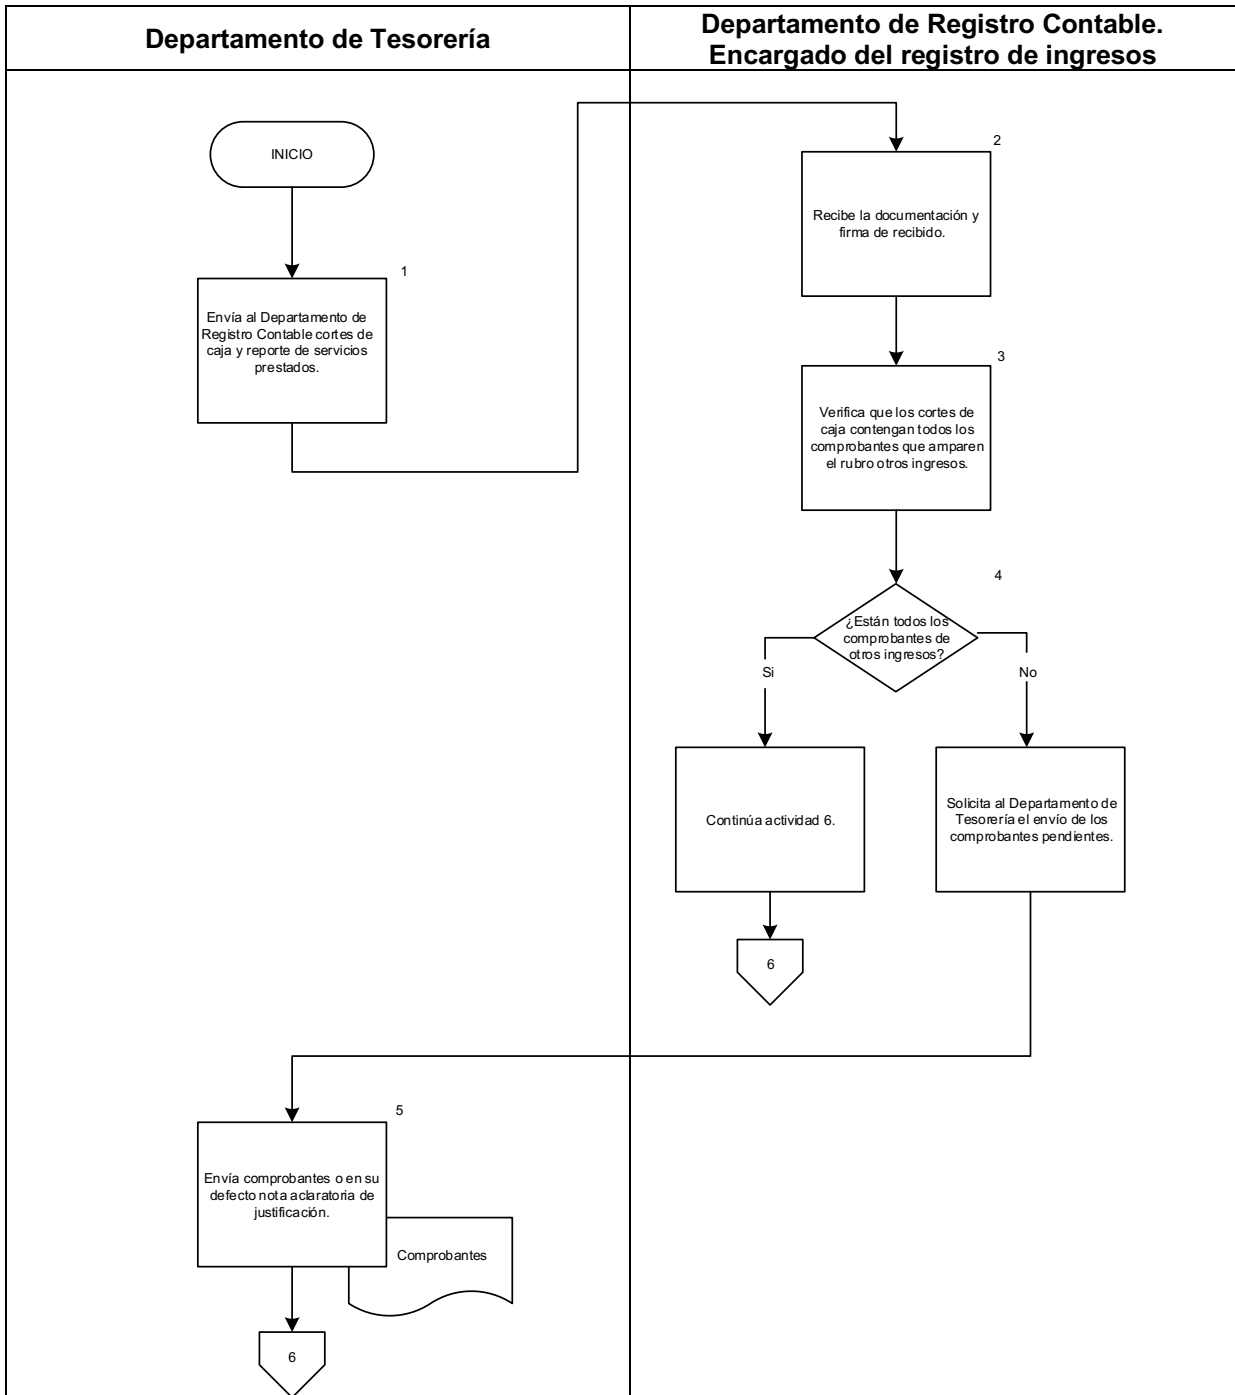 Departamento de Tesorería
Departamento de Registro Contable.
Encargado del registro de ingresos
INICIO
1
Envía al Departamento de
Registro Contable cortes de
caja y reporte de servicios
prestados.
2
Recibe la documentación y
firma de recibido.
3
Verifica que los cortes de
caja contengan todos los
comprobantes que amparen
el rubro otros ingresos.
4
¿Están todos los
comprobantes de
otros ingresos?
Si
No
Continúa actividad 6.
Solicita al Departamento de
Tesorería el envío de los
comprobantes pendientes.
6
5
Envía comprobantes o en su
defecto nota aclaratoria de
justificación.
Comprobantes
6